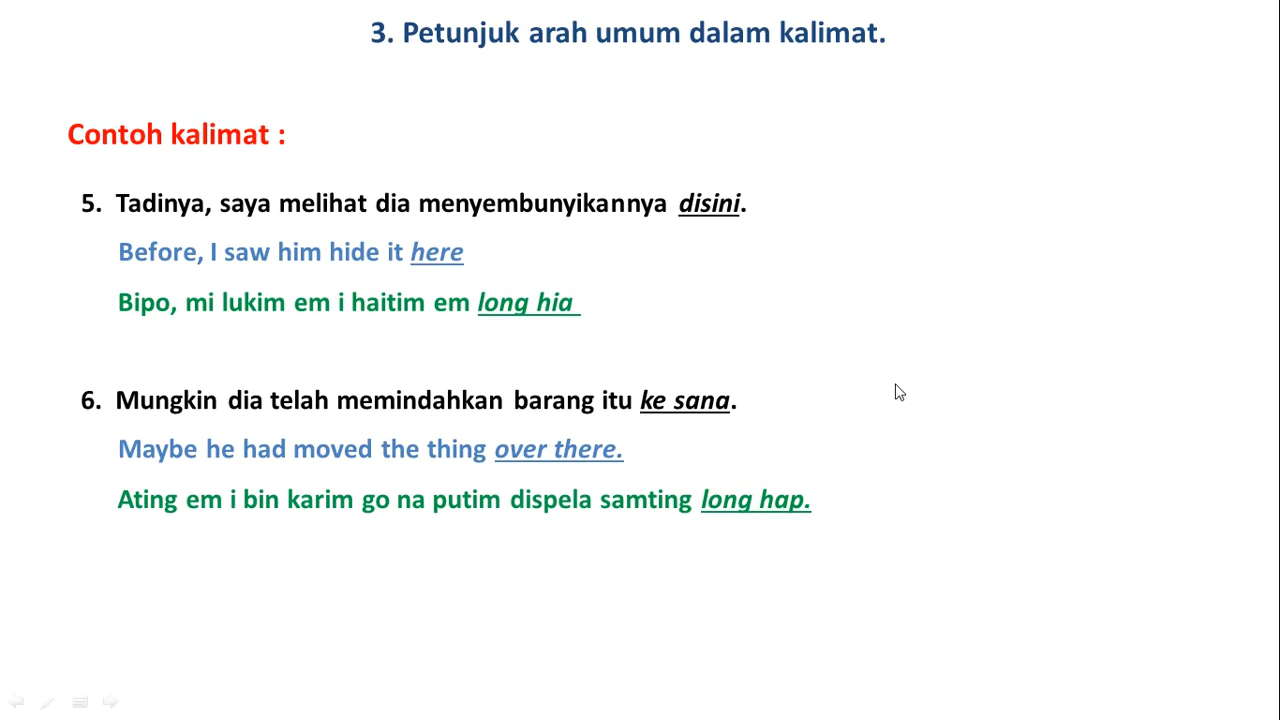 3. Petunjuk arah umum dalam kalimat.
Contoh kalimat :
5. Tadinya, saya melihat dia menyembunyikannya disini.
Before, I saw him hide it here
Bipo, mi lukim em i haitim em long hia
6. Mungkin dia telah memindahkan barang itu ke sana.
Maybe he had moved the thing over there.
Ating em i bin karim go na putim dispela samting long hap.